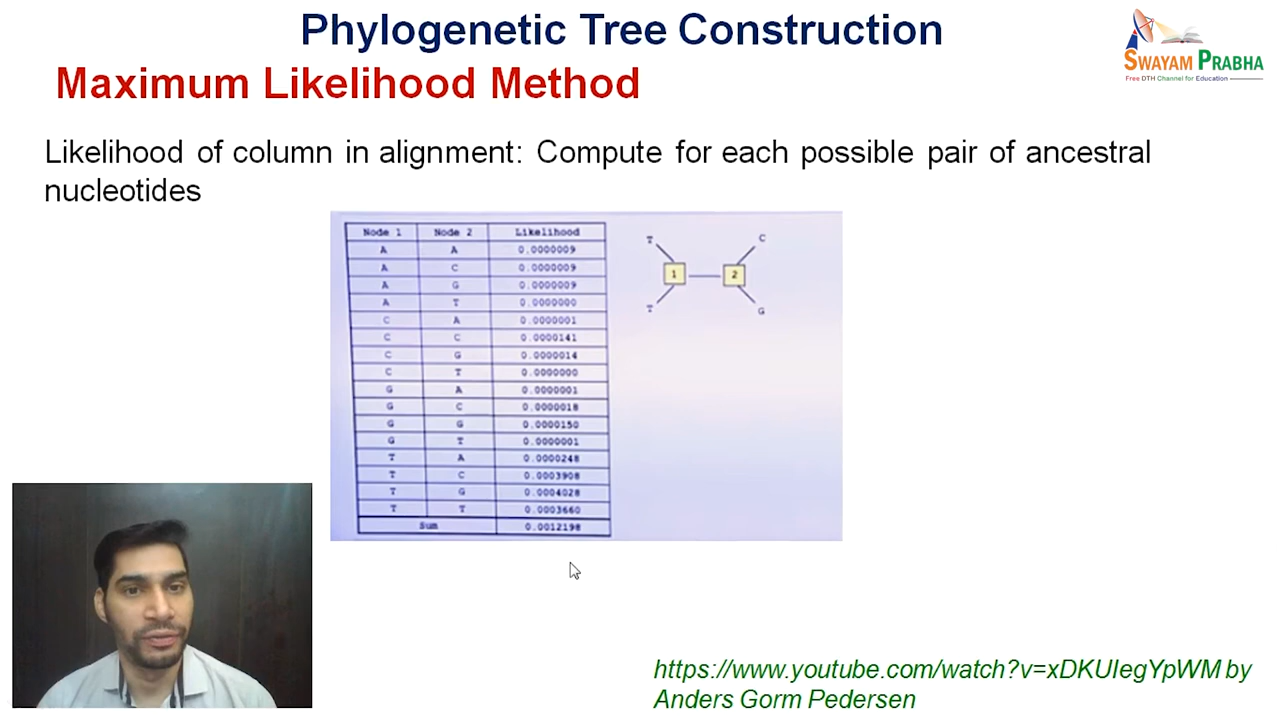 Phylogenetic Tree Construction
SWAYAM PRABHA
Free DTH Channel for Education
Maximum Likelihood Method
Likelihood of column in alignment: Compute for each possible pair of ancestral
nucleotides
Node 1 Node 2 Likelihood
A A 0.0000009
A C 0.0000009
A G 0.0000009
A T 0.0000000
C A 0.0000001
C C 0.0000141
C G 0.0000014
C T 0.0000000
G A 0.0000001
G C 0.0000018
G G 0.0000150
G T 0.0000001
T A 0.0000248
T C 0.0003908
T G 0.0004028
T T 0.0003660
Sum 0.0012198
T C
1 2
T G
https://www.youtube.com/watch?v=xDKUIegYpWM by
Anders Gorm Pedersen